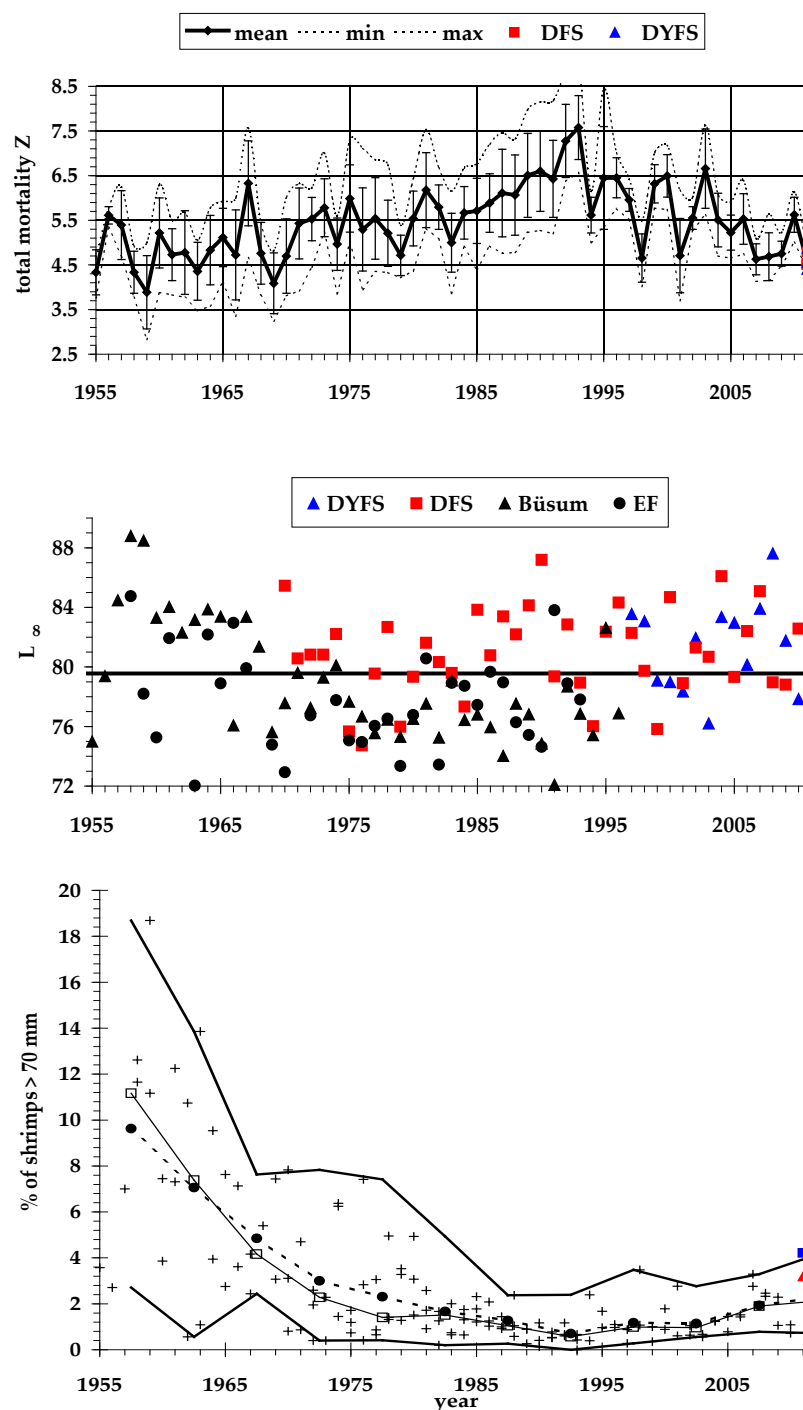 mean min max DFS DYFS
8.5
7.5
6.5
5.5
4.5
3.5
2.5
total mortality Z
1955 1965 1975 1985 1995 2005
DYFS DFS Büsum EF
88
84
80
76
72
L ∞
1955 1965 1975 1985 1995 2005
20
18
16
14
12
10
8
6
4
2
0
% of shrimps > 70 mm
1955 1965 1975 1985 1995 2005
year